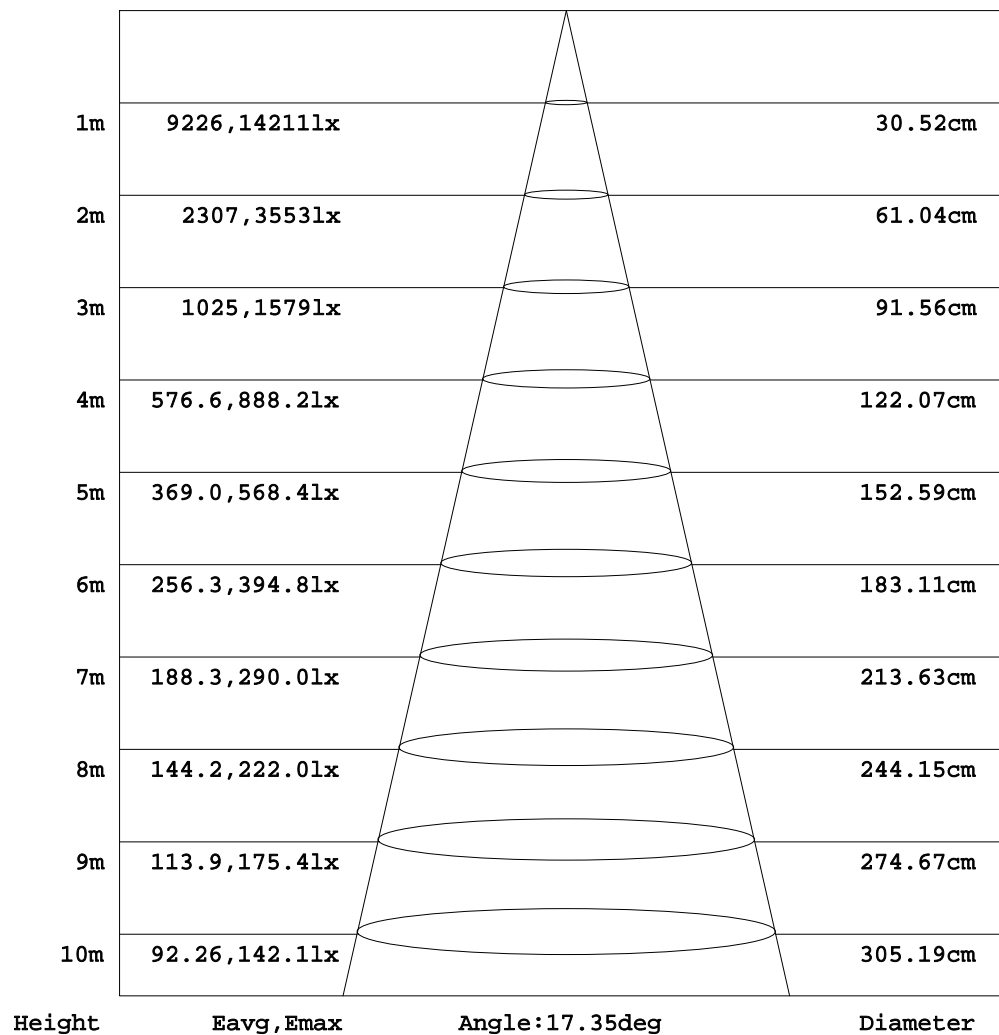 1m 9226,14211lx 30.52cm
2m 2307,3553lx 61.04cm
3m 1025,1579lx 91.56cm
4m 576.6,888.2lx 122.07cm
5m 369.0,568.4lx 152.59cm
6m 256.3,394.8lx 183.11cm
7m 188.3,290.0lx 213.63cm
8m 144.2,222.0lx 244.15cm
9m 113.9,175.4lx 274.67cm
10m 92.26,142.1lx 305.19cm
Height Eavg,Emax Angle:17.35deg Diameter